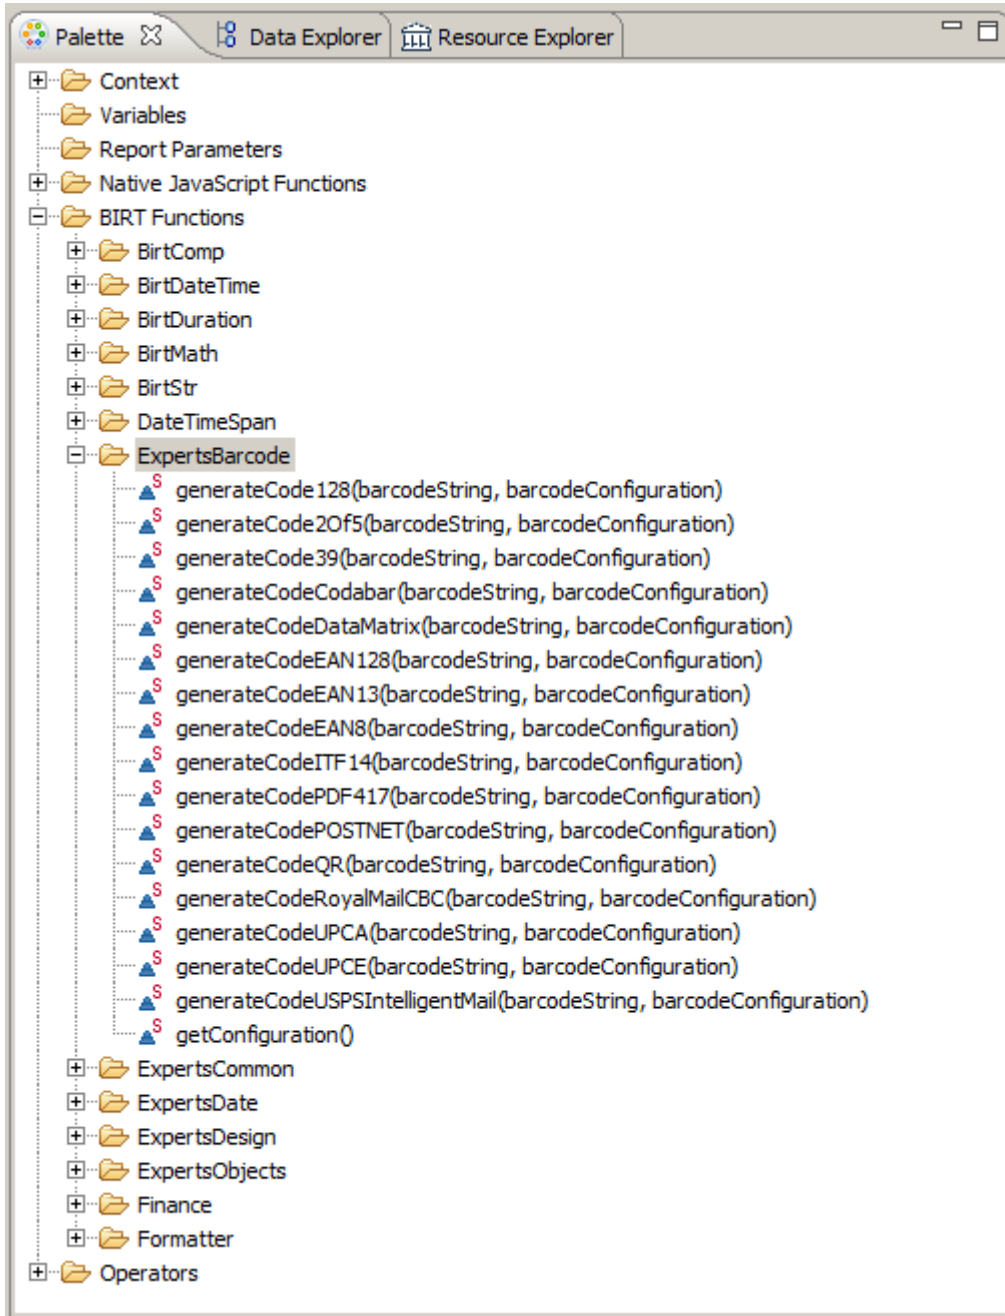 Palette Data Explorer Resource Explorer
Context
Variables
Report Parameters
Native JavaScript Functions
BIRT Functions
BirtComp
BirtDateTime
BirtDuration
BirtMath
BirtStr
DateTimeSpan
ExpertsBarcode
S generateCode128(barcodeString, barcodeConfiguration)
S generateCode2Of5(barcodeString, barcodeConfiguration)
S generateCode39(barcodeString, barcodeConfiguration)
S generateCodeCodabar(barcodeString, barcodeConfiguration)
S generateCodeDataMatrix(barcodeString, barcodeConfiguration)
S generateCodeEAN128(barcodeString, barcodeConfiguration)
S generateCodeEAN13(barcodeString, barcodeConfiguration)
S generateCodeEAN8(barcodeString, barcodeConfiguration)
S generateCodeITF14(barcodeString, barcodeConfiguration)
S generateCodePDF417(barcodeString, barcodeConfiguration)
S generateCodePOSTNET(barcodeString, barcodeConfiguration)
S generateCodeQR(barcodeString, barcodeConfiguration)
S generateCodeRoyalMailCBC(barcodeString, barcodeConfiguration)
S generateCodeUPCA(barcodeString, barcodeConfiguration)
S generateCodeUPCE(barcodeString, barcodeConfiguration)
S generateCodeUSPSIntelligentMail(barcodeString, barcodeConfiguration)
S getConfiguration()
ExpertsCommon
ExpertsDate
ExpertsDesign
ExpertsObjects
Finance
Formatter
Operators